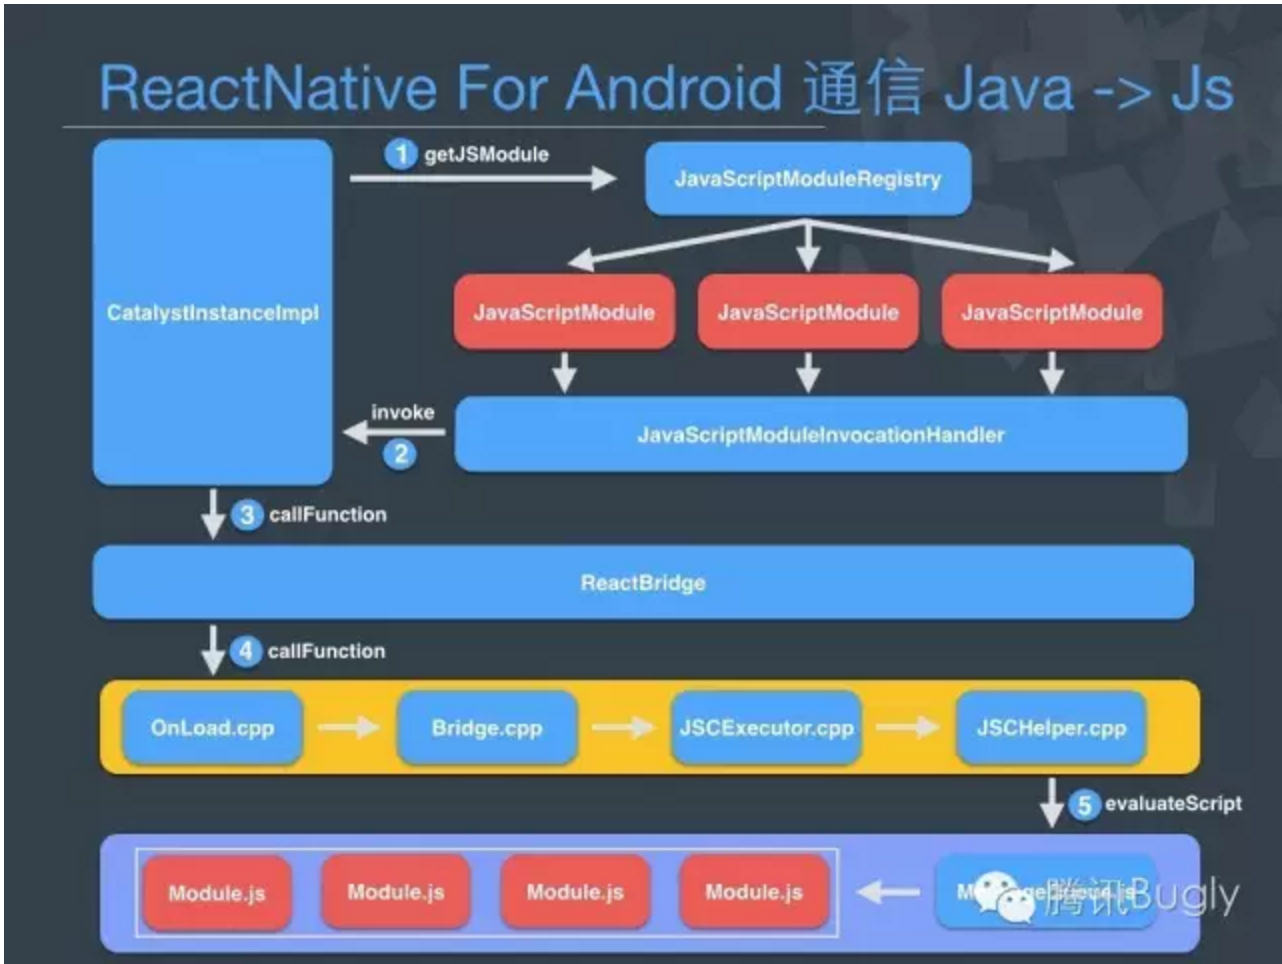 ReactNative For Android 通信 Java -> Js
1 getJSModule
JavaScriptModuleRegistry
CatalystInstanceImpl
JavaScriptModule
JavaScriptModule
JavaScriptModule
invoke
2
JavaScriptModuleInvocationHandler
3 callFunction
ReactBridge
4 callFunction
OnLoad.cpp
Bridge.cpp
JSCExecutor.cpp
JSCHelper.cpp
5 evaluateScript
Module.js
Module.js
Module.js
Module.js
腾讯Bugly